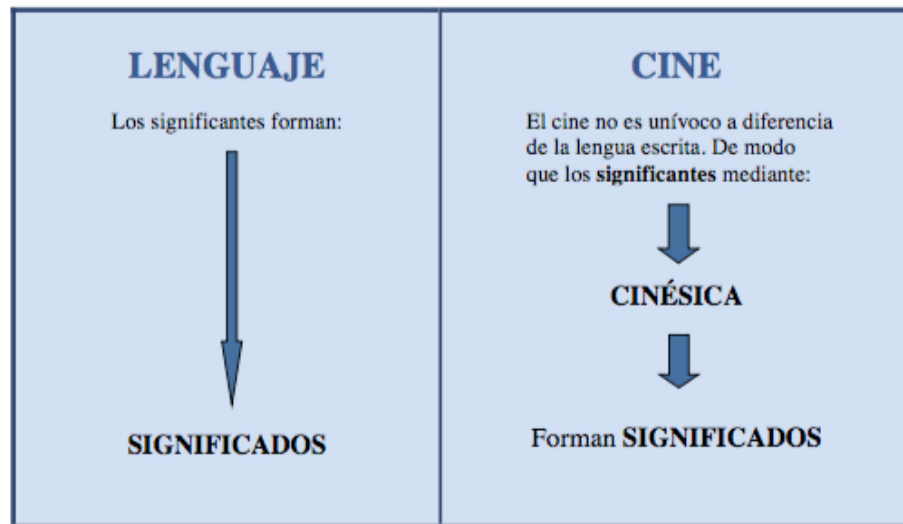 LENGUAJE
Los significantes forman:
SIGNIFICADOS
CINE
El cine no es unívoco a diferencia
de la lengua escrita. De modo
que los significantes mediante:
CINÉSICA
Forman SIGNIFICADOS